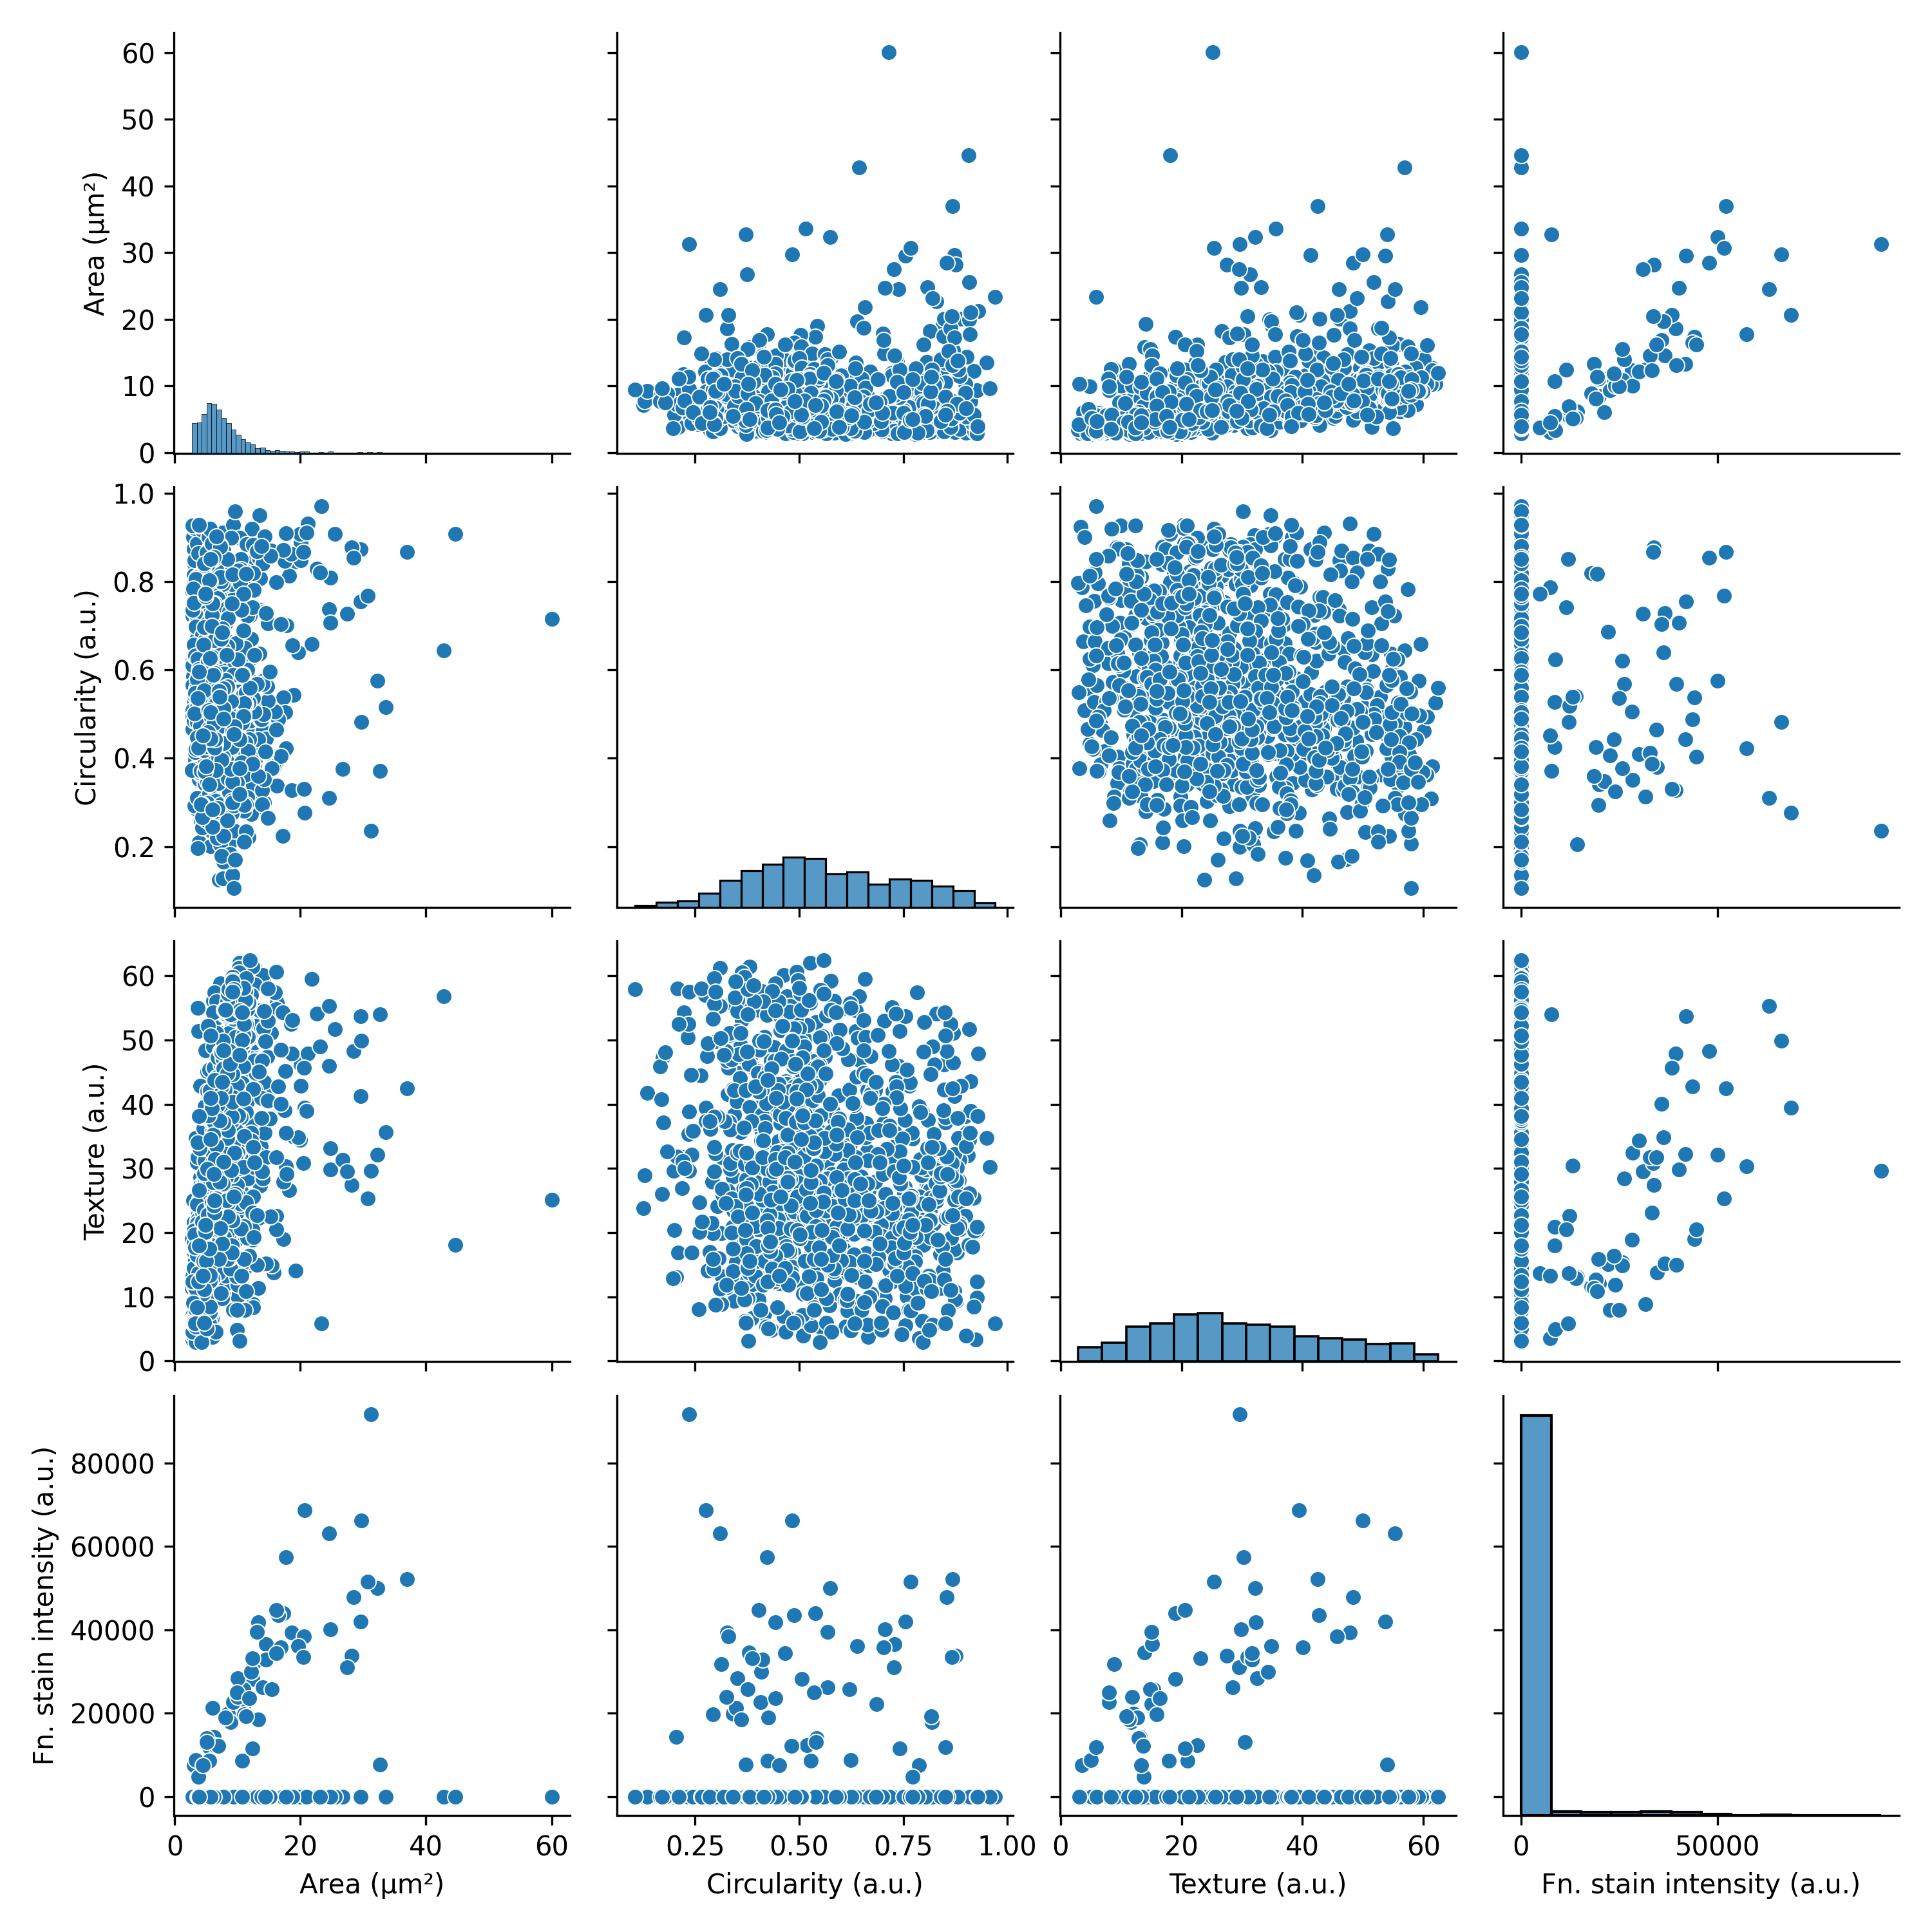 60
50
40
30
20
10
0
Area (µm²)
1.0
0.8
0.6
0.4
0.2
Circularity (a.u.)
60
50
40
30
20
10
0
Texture (a.u.)
80000
60000
40000
20000
0
Fn. stain intensity (a.u.)
0 20 40 60
0.25 0.50 0.75 1.00
0 20 40 60
0 50000
Area (µm²)
Circularity (a.u.)
Texture (a.u.)
Fn. stain intensity (a.u.)